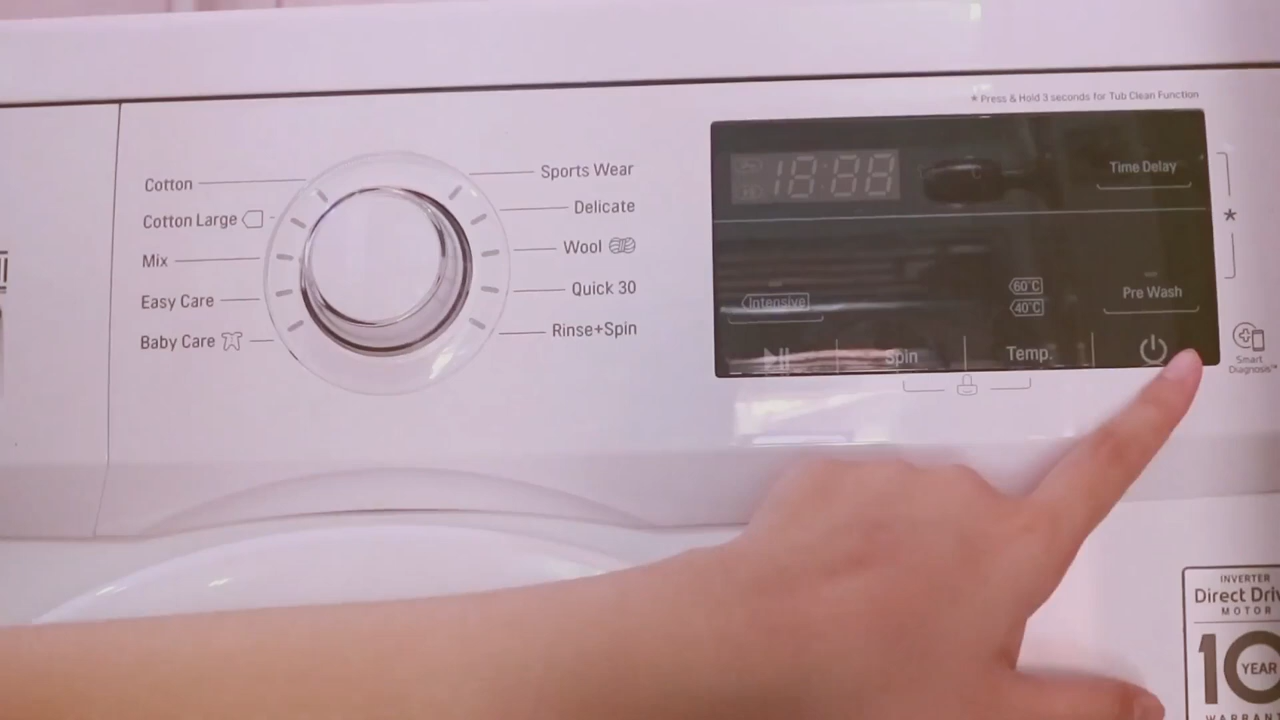 * Press & Hold 3 seconds for Tub Clean Function
Cotton
Cotton Large
Mix
Easy Care
Baby Care
Sports Wear
Delicate
Wool
Quick 30
Rinse+Spin
18:88
Time Delay
*
Intensive
60°C
40°C
Pre Wash
Spin
Temp.
Smart
Diagnosis™
INVERTER
Direct Driv
MOTOR
10 YEAR
WARRANT